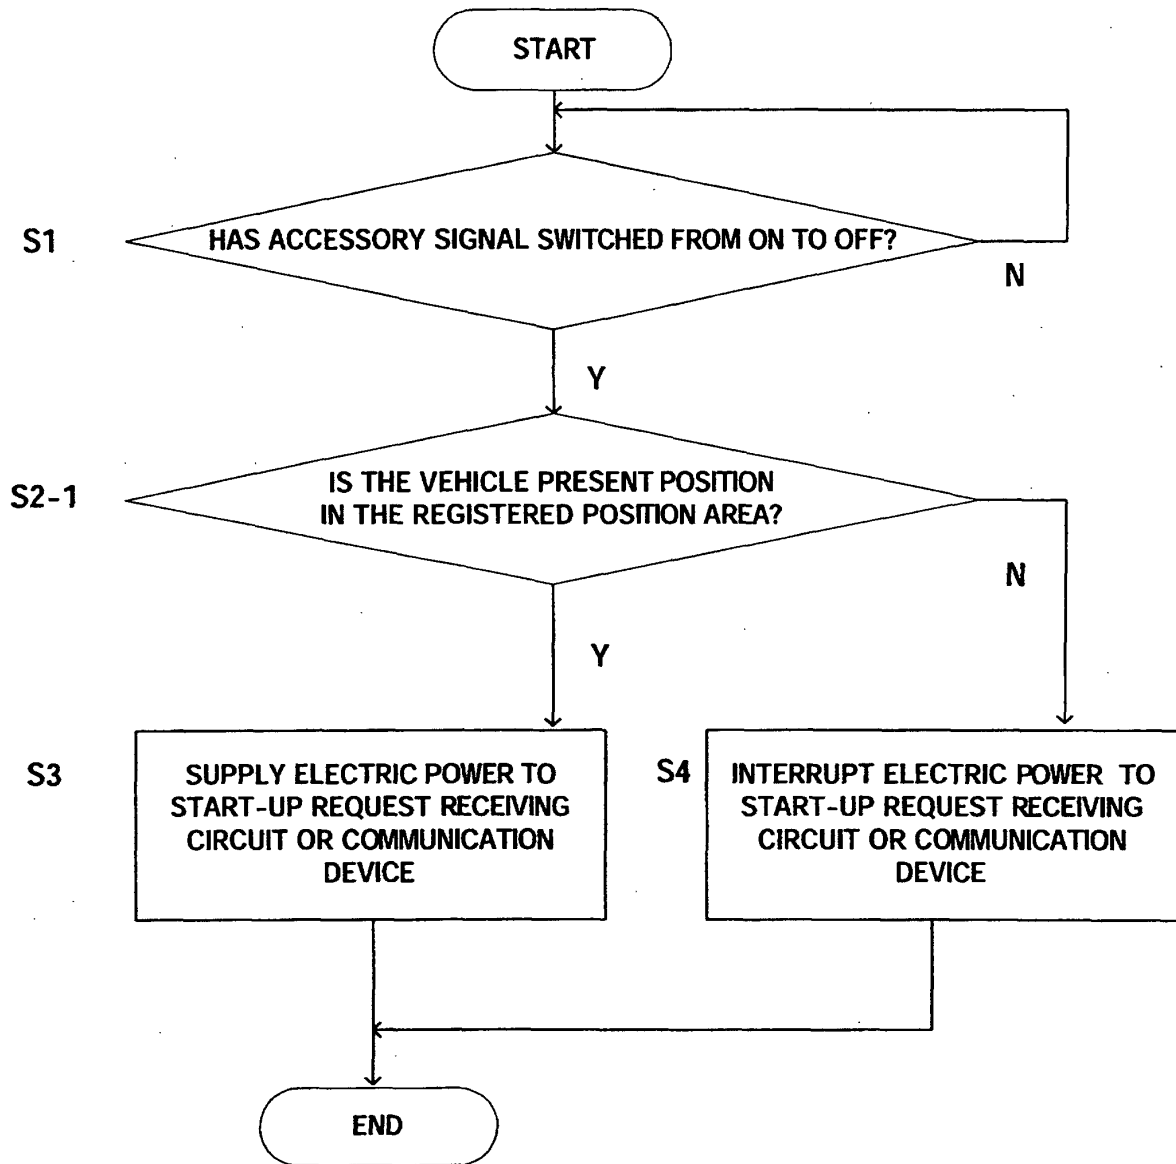 START
S1
HAS ACCESSORY SIGNAL SWITCHED FROM ON TO OFF?
N
Y
S2-1
IS THE VEHICLE PRESENT POSITION
IN THE REGISTERED POSITION AREA?
N
Y
S3
SUPPLY ELECTRIC POWER TO
START-UP REQUEST RECEIVING
CIRCUIT OR COMMUNICATION
DEVICE
S4
INTERRUPT ELECTRIC POWER TO
START-UP REQUEST RECEIVING
CIRCUIT OR COMMUNICATION
DEVICE
END